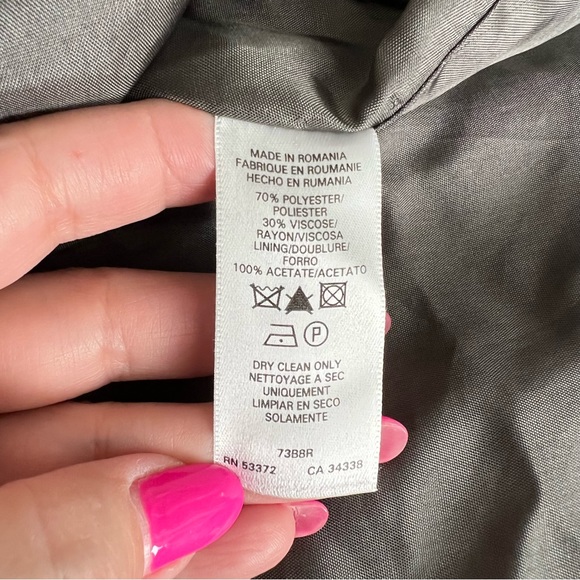 MADE IN ROMANIA
FABRIQUE EN ROUMANIE
HECHO EN RUMANIA
70% POLYESTER/
POLIESTER
30% VISCOSE/
RAYON/VISCOSA
LINING/DOUBLURE/
FORRO
100% ACETATE/ACETATO
P
DRY CLEAN ONLY
NETTOYAGE A SEC
UNIQUEMENT
LIMPIAR EN SECO
SOLAMENTE
73B8R
RN 53372 CA 34338